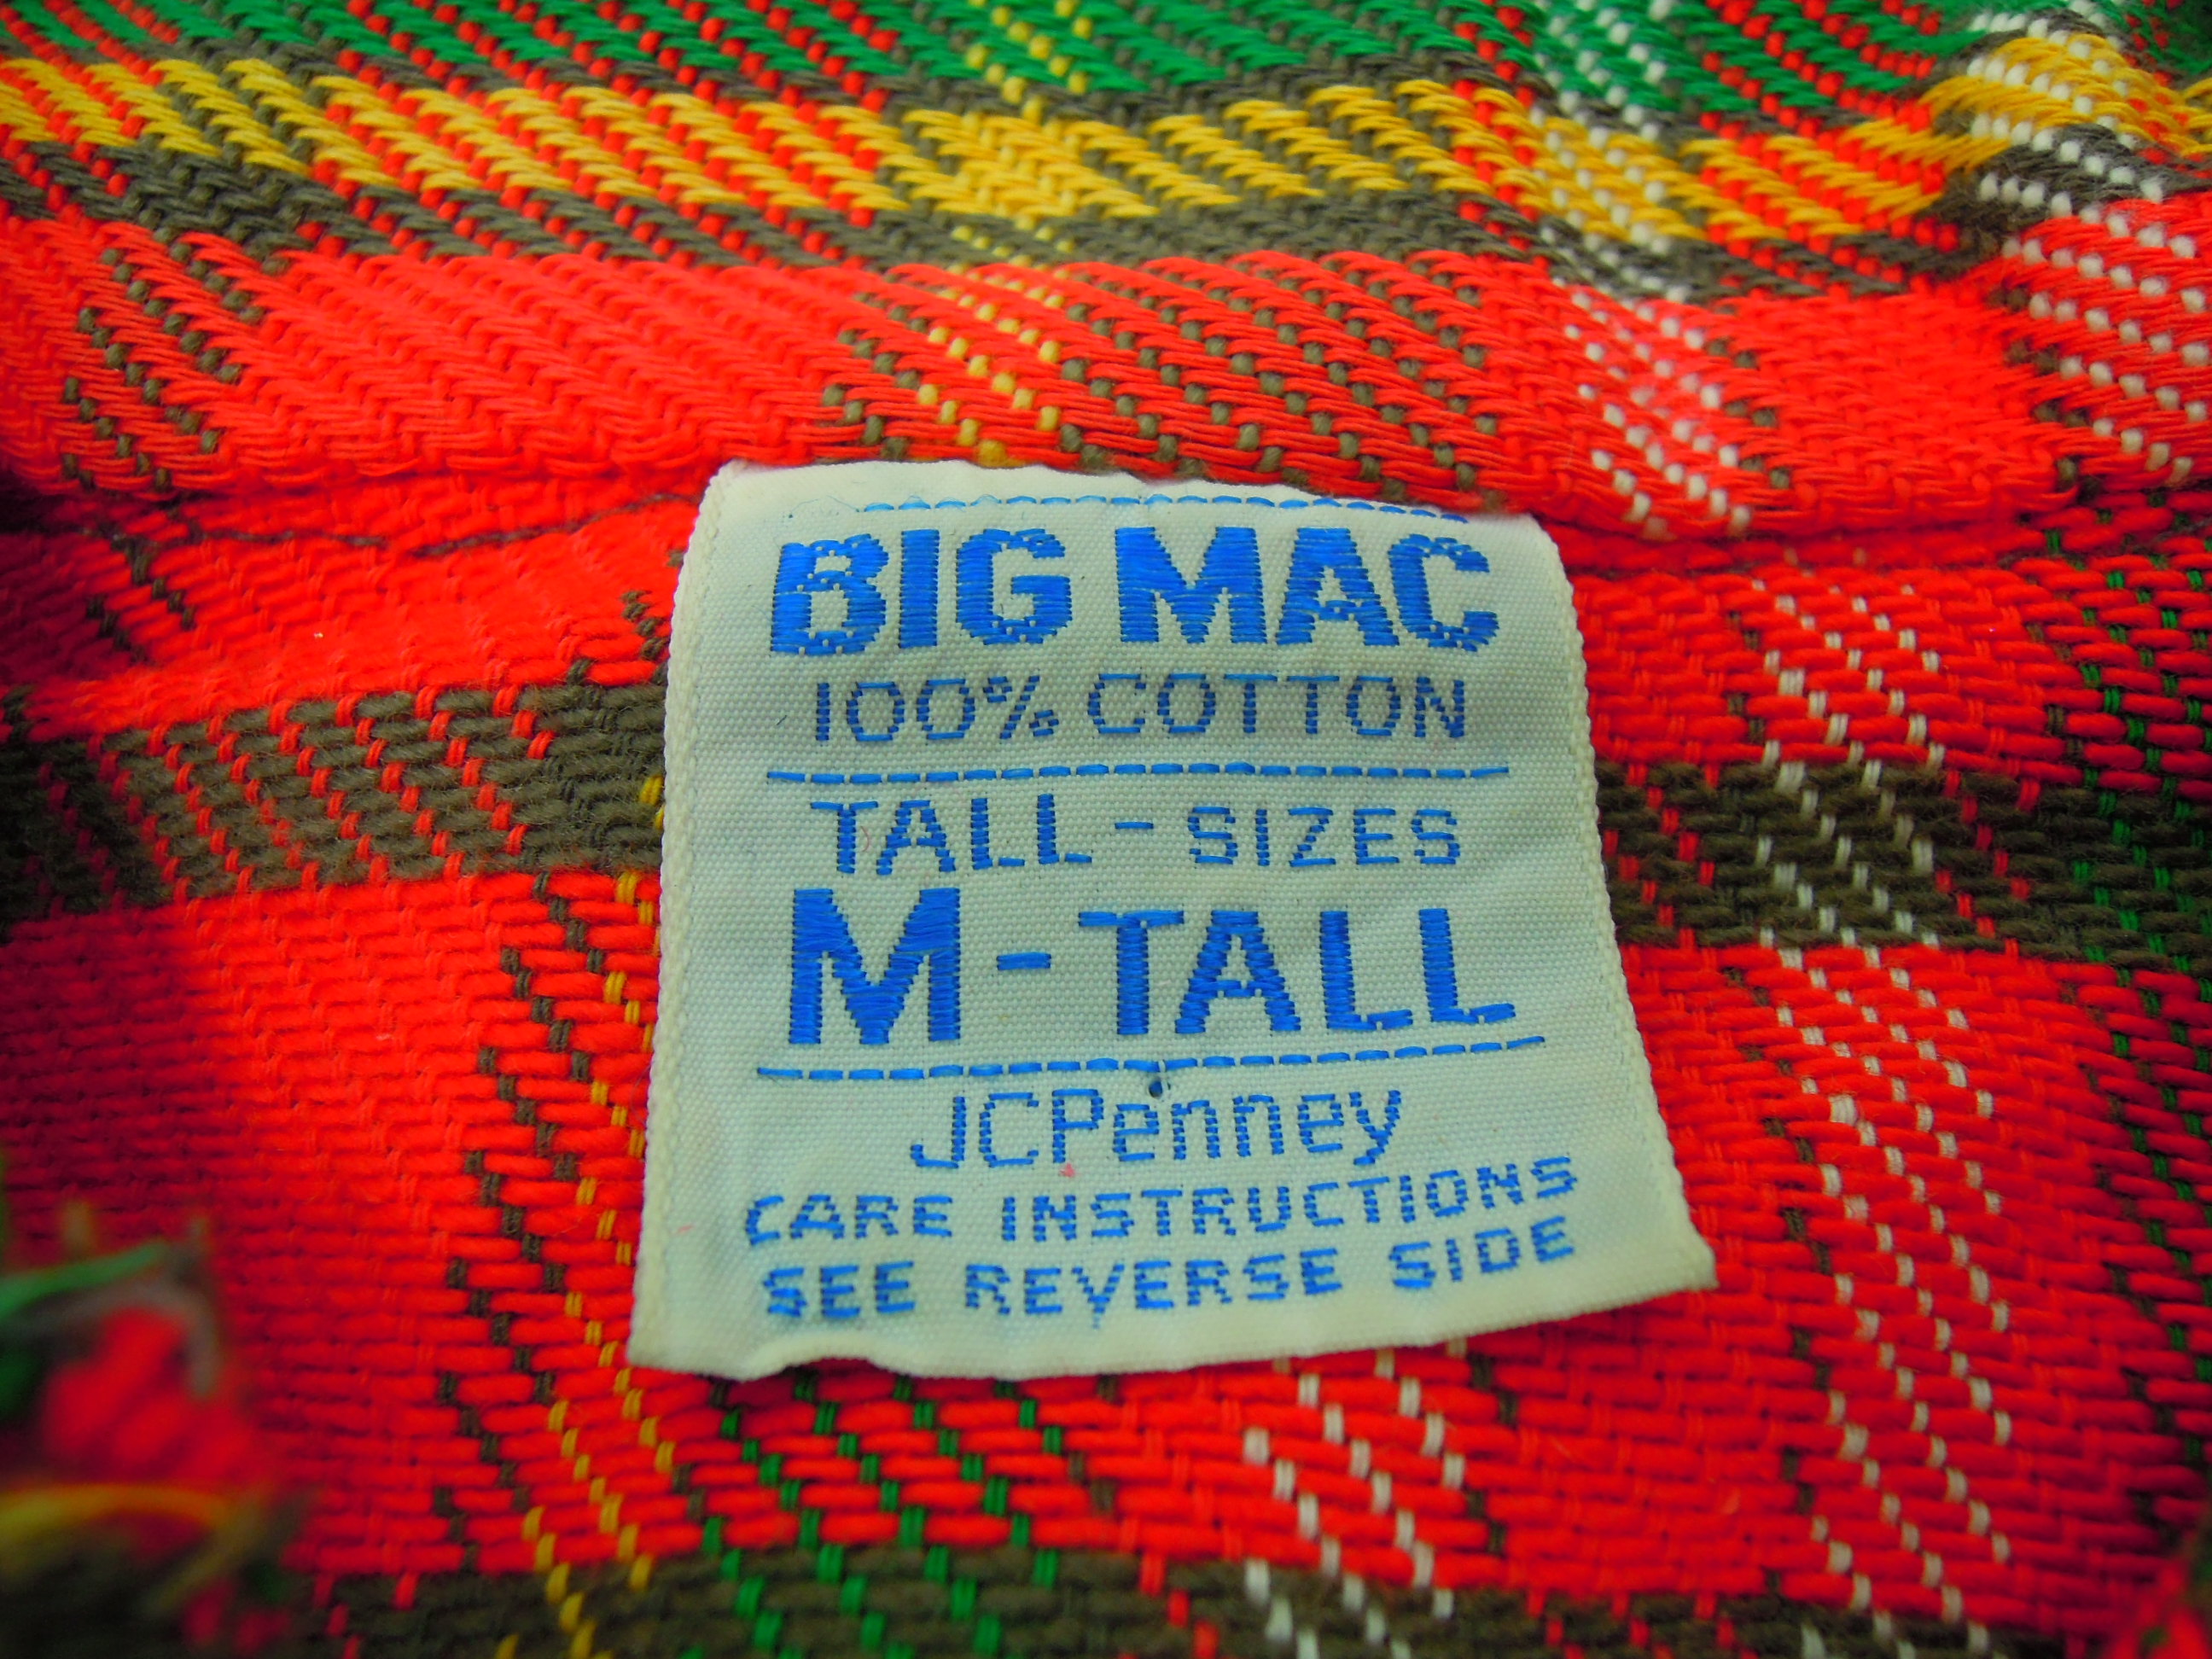 BIG MAC
100% COTTON
TALL - SIZES
M - TALL
JCPenney
CARE INSTRUCTIONS
SEE REVERSE SIDE